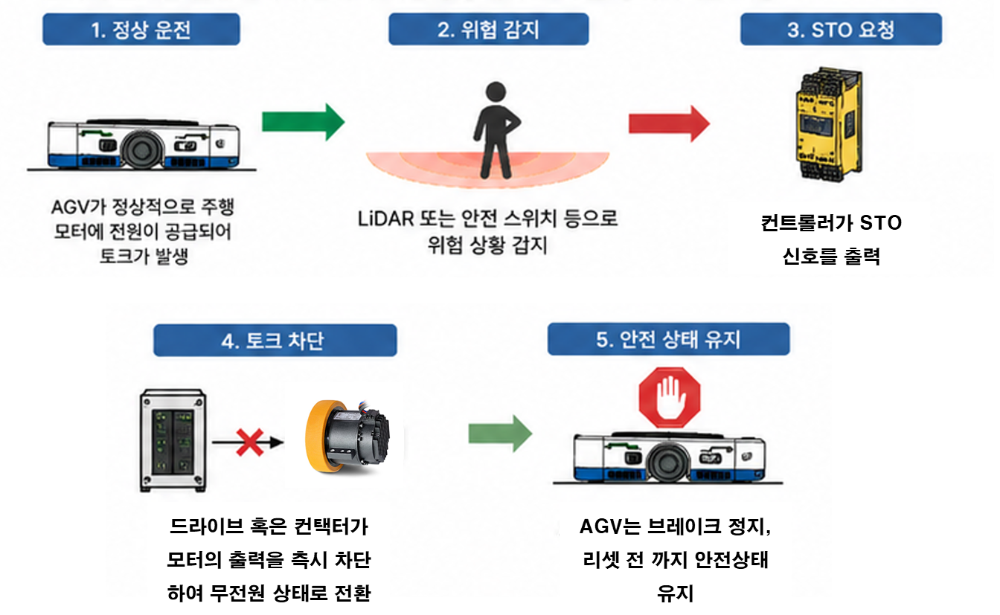 1. 정상 운전
2. 위험 감지
3. STO 요청
AGV가 정상적으로 주행
모터에 전원이 공급되어
토크가 발생
LiDAR 또는 안전 스위치 등으로
위험 상황 감지
컨트롤러가 STO
신호를 출력
4. 토크 차단
5. 안전 상태 유지
드라이브 혹은 컨택터가
모터의 출력을 측시 차단
하여 무전원 상태로 전환
AGV는 브레이크 정지,
리셋 전 까지 안전상태
유지